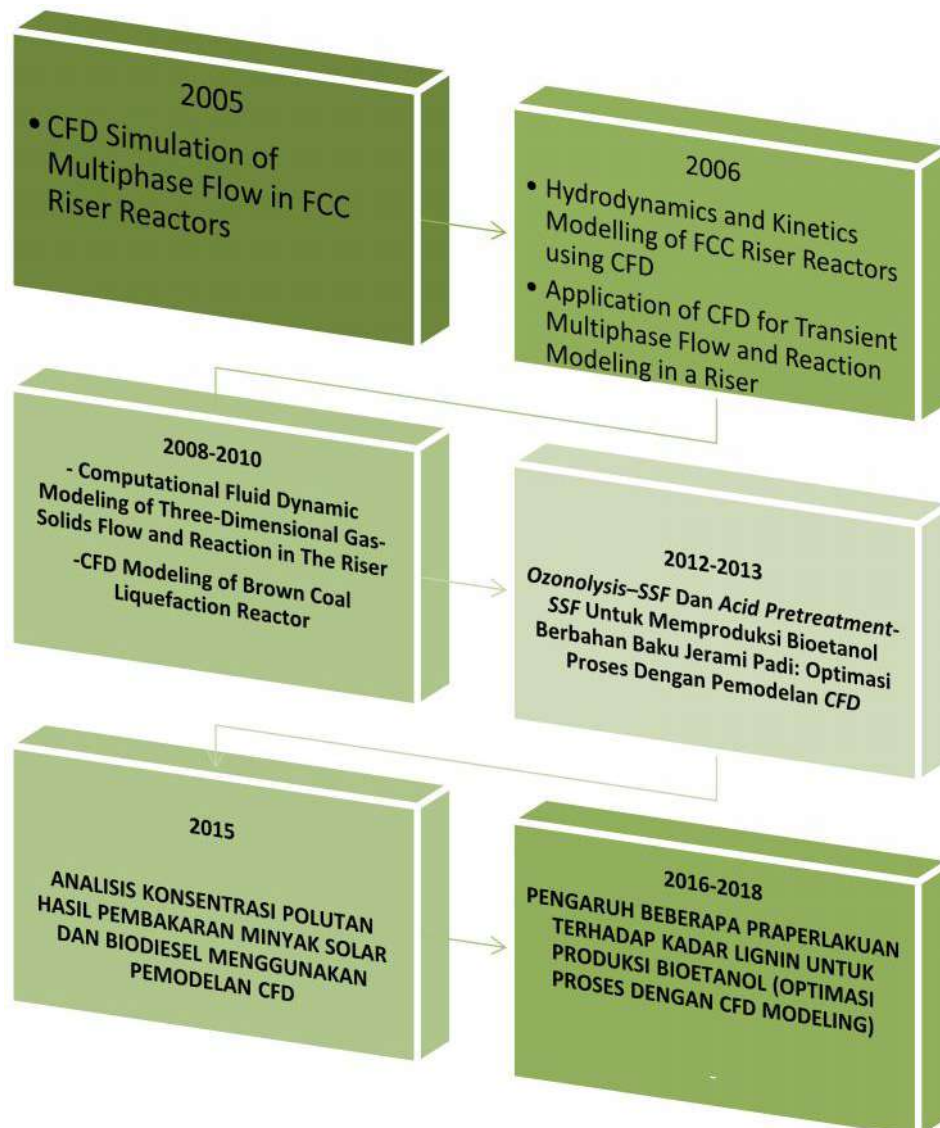 2005
• CFD Simulation of
Multiphase Flow in FCC
Riser Reactors
2006
• Hydrodynamics and Kinetics
Modelling of FCC Riser Reactors
using CFD
• Application of CFD for Transient
Multiphase Flow and Reaction
Modeling in a Riser
2008-2010
- Computational Fluid Dynamic
Modeling of Three-Dimensional Gas-
Solids Flow and Reaction in The Riser
-CFD Modeling of Brown Coal
Liquefaction Reactor
2012-2013
Ozonolysis–SSF Dan Acid Pretreatment-
SSF Untuk Memproduksi Bioetanol
Berbahan Baku Jerami Padi: Optimasi
Proses Dengan Pemodelan CFD
2015
ANALISIS KONSENTRASI POLUTAN
HASIL PEMBAKARAN MINYAK SOLAR
DAN BIODIESEL MENGGUNAKAN
PEMODELAN CFD
2016-2018
PENGARUH BEBERAPA PRAPERLAKUAN
TERHADAP KADAR LIGNIN UNTUK
PRODUKSI BIOETANOL (OPTIMASI
PROSES DENGAN CFD MODELING)
-